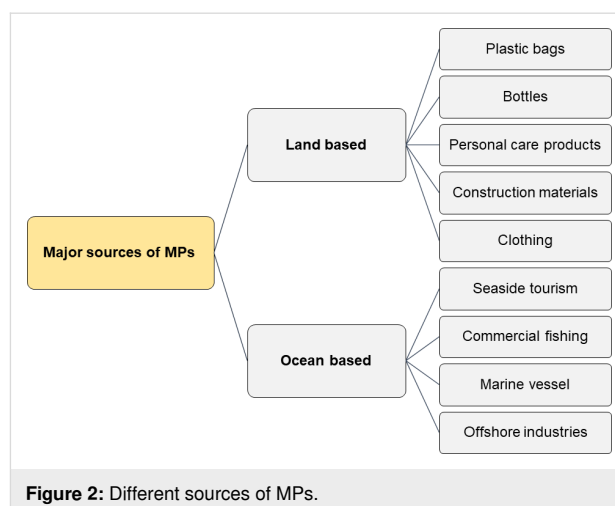 Plastic bags
Bottles
Land based
Personal care products
Construction materials
Clothing
Major sources of MPs
Seaside tourism
Commercial fishing
Ocean based
Marine vessel
Offshore industries
Figure 2: Different sources of MPs.